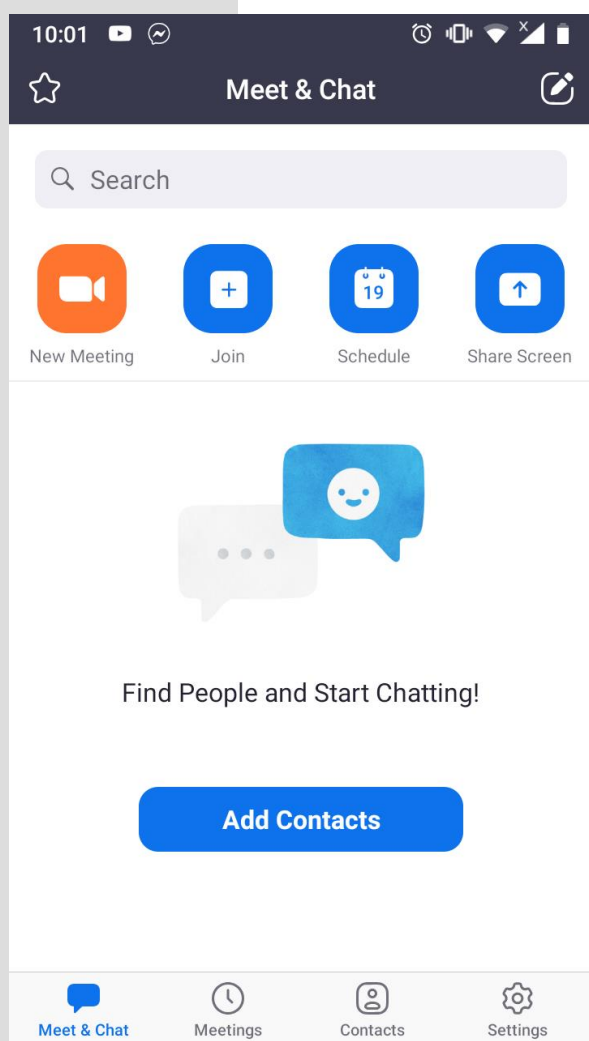 10:01
Meet & Chat
Search
19
New Meeting Join Schedule Share Screen
Find People and Start Chatting!
Add Contacts
Meet & Chat Meetings Contacts Settings